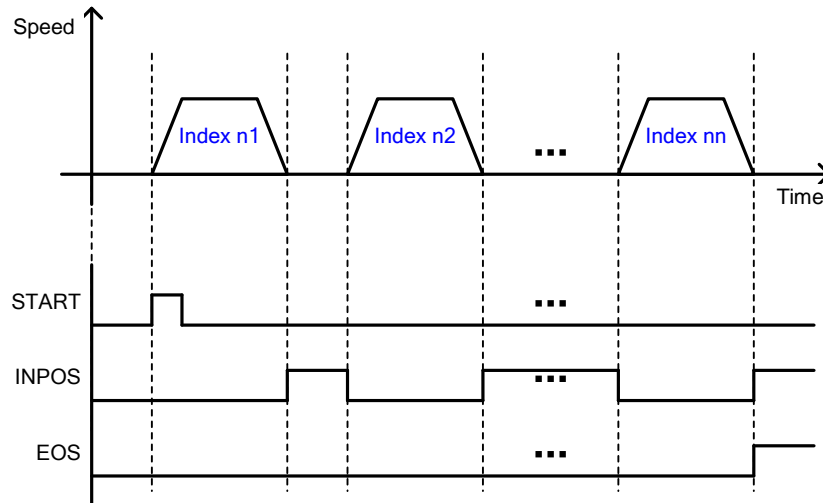 Speed
Index n1
Index n2
...
Index nn
Time
START
...
INPOS
...
EOS
...